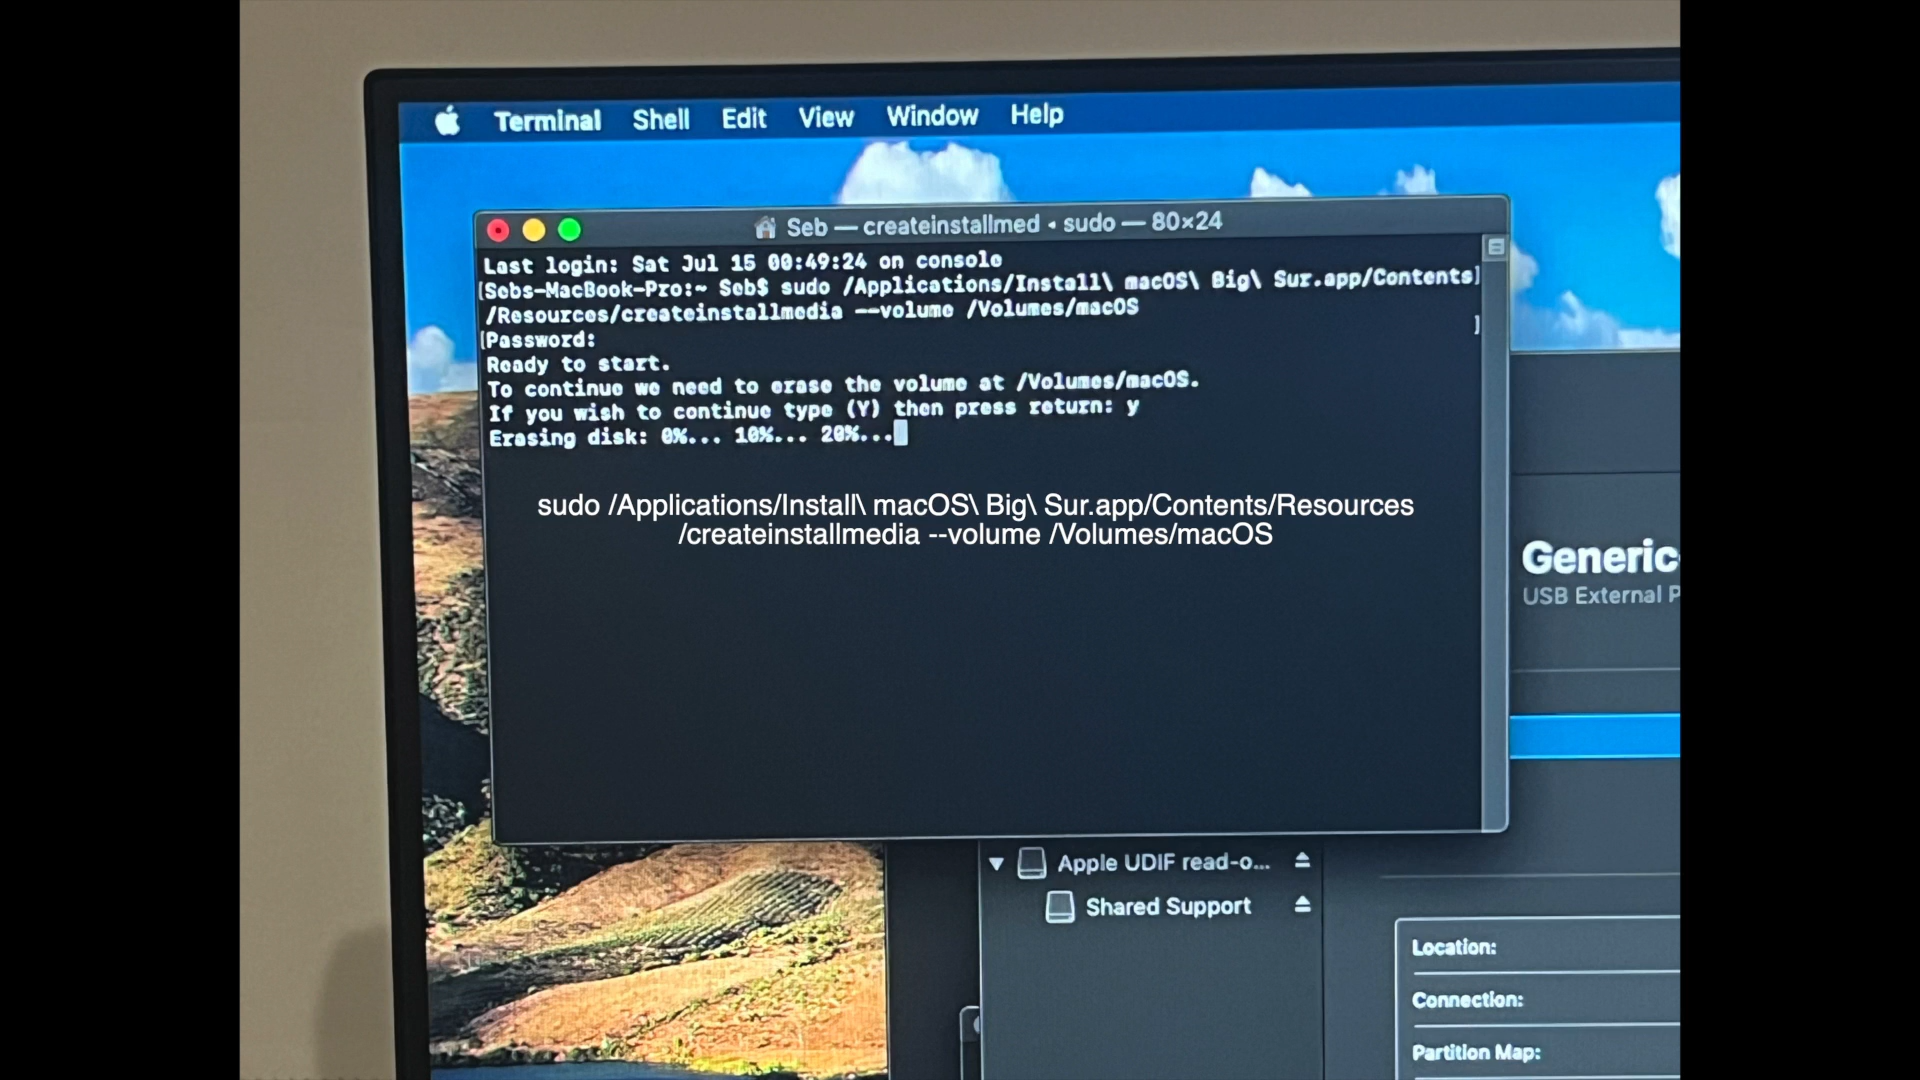 Terminal Shell Edit View Window Help
Seb — createinstallmed • sudo — 80×24
Last login: Sat Jul 15 00:49:24 on console
[Sebs-MacBook-Pro:~ Seb$ sudo /Applications/Install\ macOS\ Big\ Sur.app/Contents]
/Resources/createinstallmedia --volume /Volumes/macOS
[Password: ]
Ready to start.
To continue we need to erase the volume at /Volumes/macOS.
If you wish to continue type (Y) then press return: y
Erasing disk: 0%... 10%... 20%...
sudo /Applications/Install\ macOS\ Big\ Sur.app/Contents/Resources
/createinstallmedia --volume /Volumes/macOS
Generic
USB External P
Apple UDIF read-o...
Shared Support
Location:
Connection:
Partition Map: